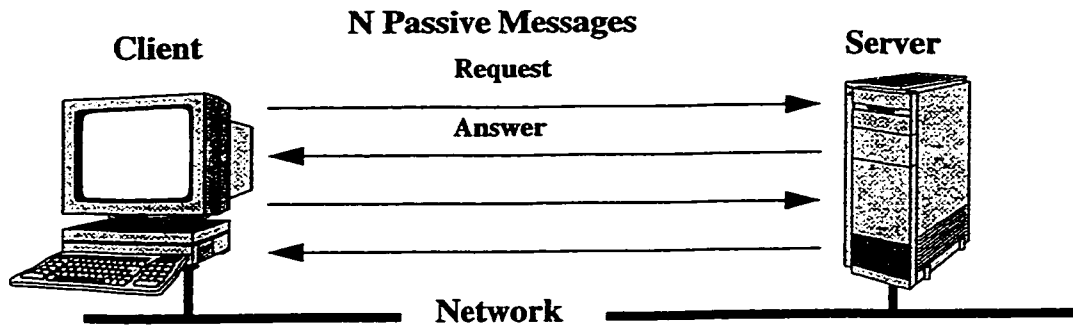 N Passive Messages
Client
Server
Request
Answer
Network